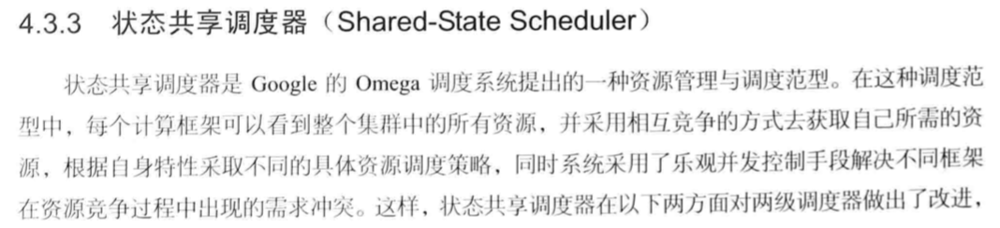 4.3.3 状态共享调度器（Shared-State Scheduler）
状态共享调度器是 Google 的 Omega 调度系统提出的一种资源管理与调度范型。在这种调度范
型中，每个计算框架可以看到整个集群中的所有资源，并采用相互竞争的方式去获取自己所需的资
源，根据自身特性采取不同的具体资源调度策略，同时系统采用了乐观并发控制手段解决不同框架
在资源竞争过程中出现的需求冲突。这样，状态共享调度器在以下两方面对两级调度器做出了改进，